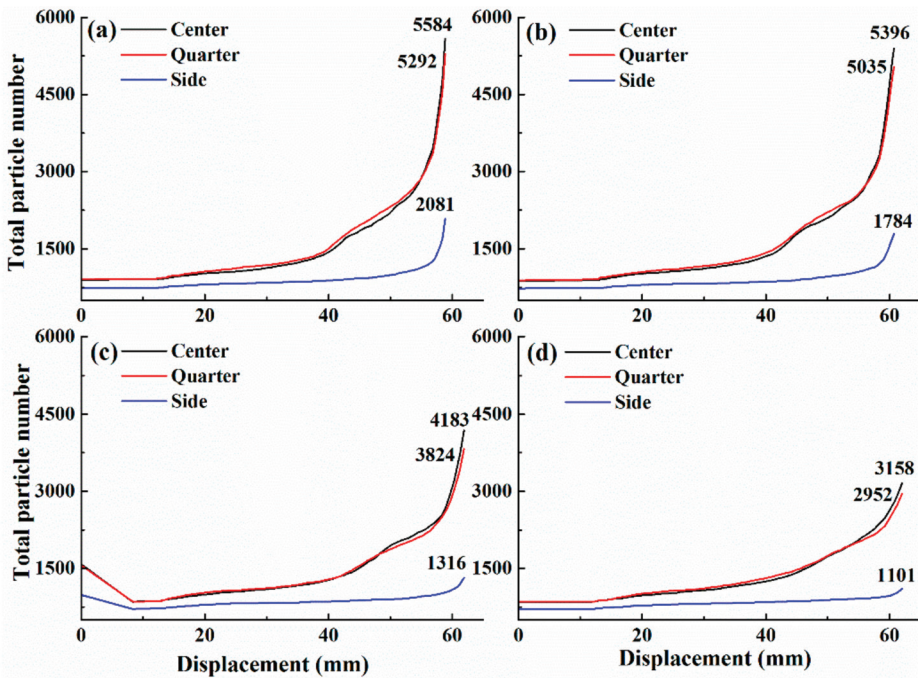 (a)
Center
Quarter
Side
5584
5292
2081
6000
4500
3000
1500
0
20
40
60
Total particle number
(b)
Center
Quarter
Side
5396
5035
1784
6000
4500
3000
1500
0
20
40
60
(c)
Center
Quarter
Side
4183
3824
1316
6000
4500
3000
1500
0
20
40
60
Total particle number
Displacement (mm)
(d)
Center
Quarter
Side
3158
2952
1101
6000
4500
3000
1500
0
20
40
60
Displacement (mm)